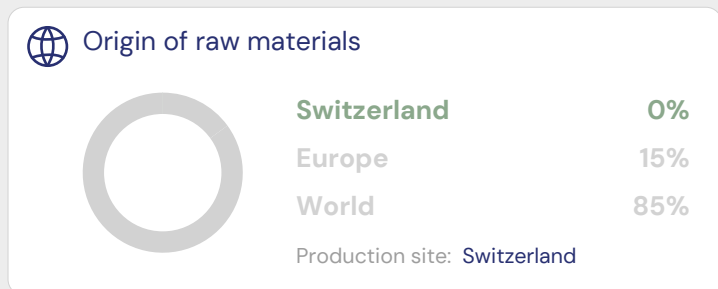 Origin of raw materials
Switzerland 0%
Europe 15%
World 85%
Production site: Switzerland